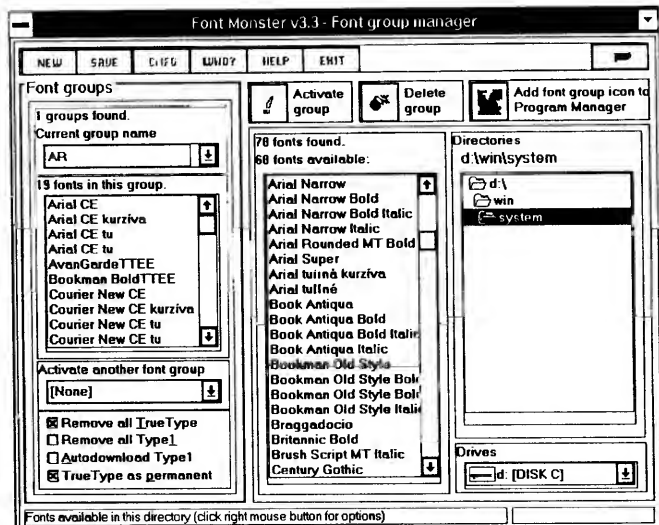 Font Monster v3.3 - Font group manager
NEW SAVE WWD? HELP EXIT
Font groups
Activate group
Delete group
Add font group icon to Program Manager
1 groups found.
Current group name
AR
19 fonts in this group.
Arial CE
Arial CE kurzíva
Arial CE tu
Arial CE tu
AvanGardeTTEE
Bookman BoldTTEE
Courier New CE
Courier New CE kurzíva
Courier New CE tu
Courier New CE tu
Activate another font group
[None]
Remove all TrueType
Remove all Type1
Autodownload Type1
TrueType as permanent
78 fonts found.
68 fonts available:
Arial Narrow
Arial Narrow Bold
Arial Narrow Bold Italic
Arial Narrow Italic
Arial Rounded MT Bold
Arial Super
Arial tučná kurzíva
Arial tučné
Book Antiqua
Book Antiqua Bold
Book Antiqua Bold Italic
Book Antiqua Italic
Bookman Old Style
Bookman Old Style Bold
Bookman Old Style Bold
Bookman Old Style Italic
Braggadocio
Britannic Bold
Brush Script MT Italic
Century Gothic
Directories
d:\win\system
d:\
win
system
Drives
d: [DISK C]
Fonts available in this directory (click right mouse button for options)